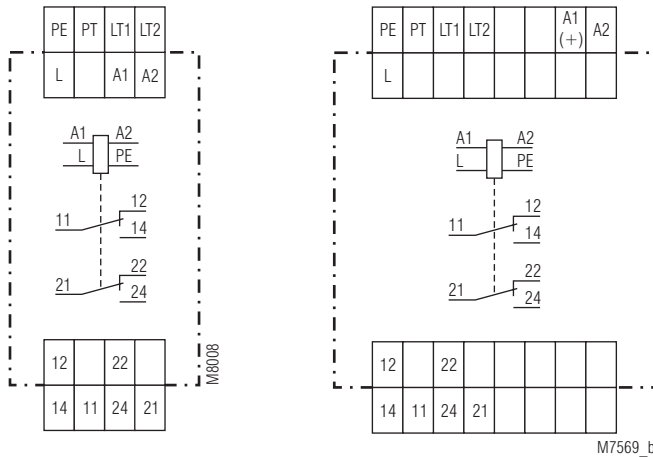 PE PT LT1 LT2
L A1 A2
A1 A2
L PE
11 12
14
21 22
24
12 22
14 11 24 21
M8008
PE PT LT1 LT2 A1 (+) A2
L
A1 A2
L PE
11 12
14
21 22
24
12 22
14 11 24 21
M7569_b